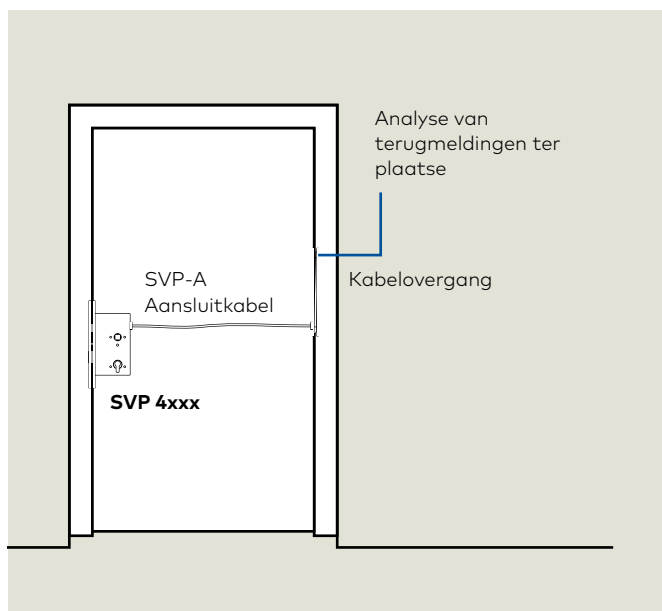 Analyse van
terugmeldingen ter
plaatse
SVP-A
Aansluitkabel
Kabelovergang
SVP 4xxx